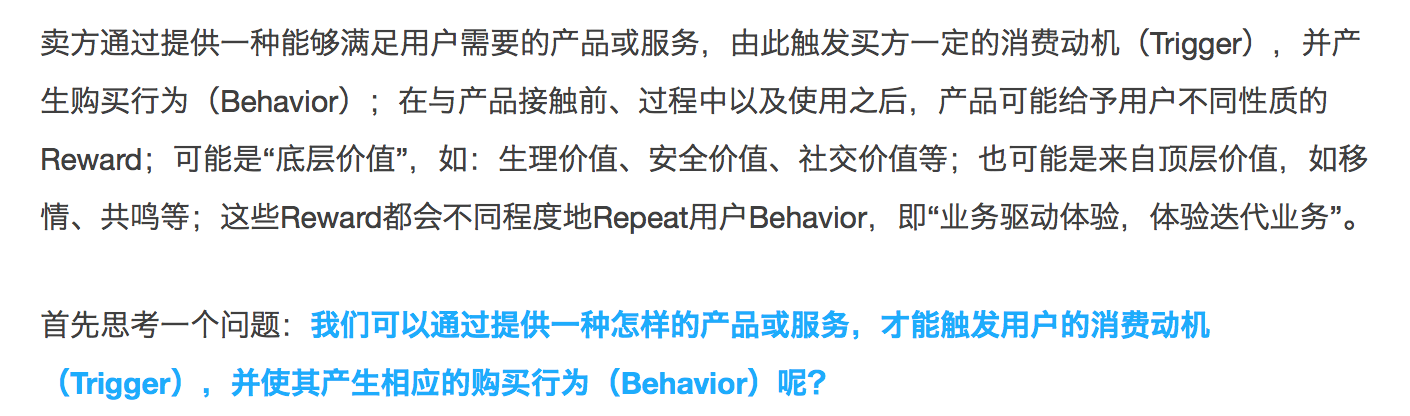 卖方通过提供一种能够满足用户需要的产品或服务，由此触发买方一定的消费动机（Trigger），并产
生购买行为（Behavior）；在与产品接触前、过程中以及使用之后，产品可能给予用户不同性质的
Reward；可能是“底层价值”，如：生理价值、安全价值、社交价值等；也可能是来自顶层价值，如移
情、共鸣等；这些Reward都会不同程度地Repeat用户Behavior，即“业务驱动体验，体验迭代业务”。
首先思考一个问题：我们可以通过提供一种怎样的产品或服务，才能触发用户的消费动机
（Trigger），并使其产生相应的购买行为（Behavior）呢？